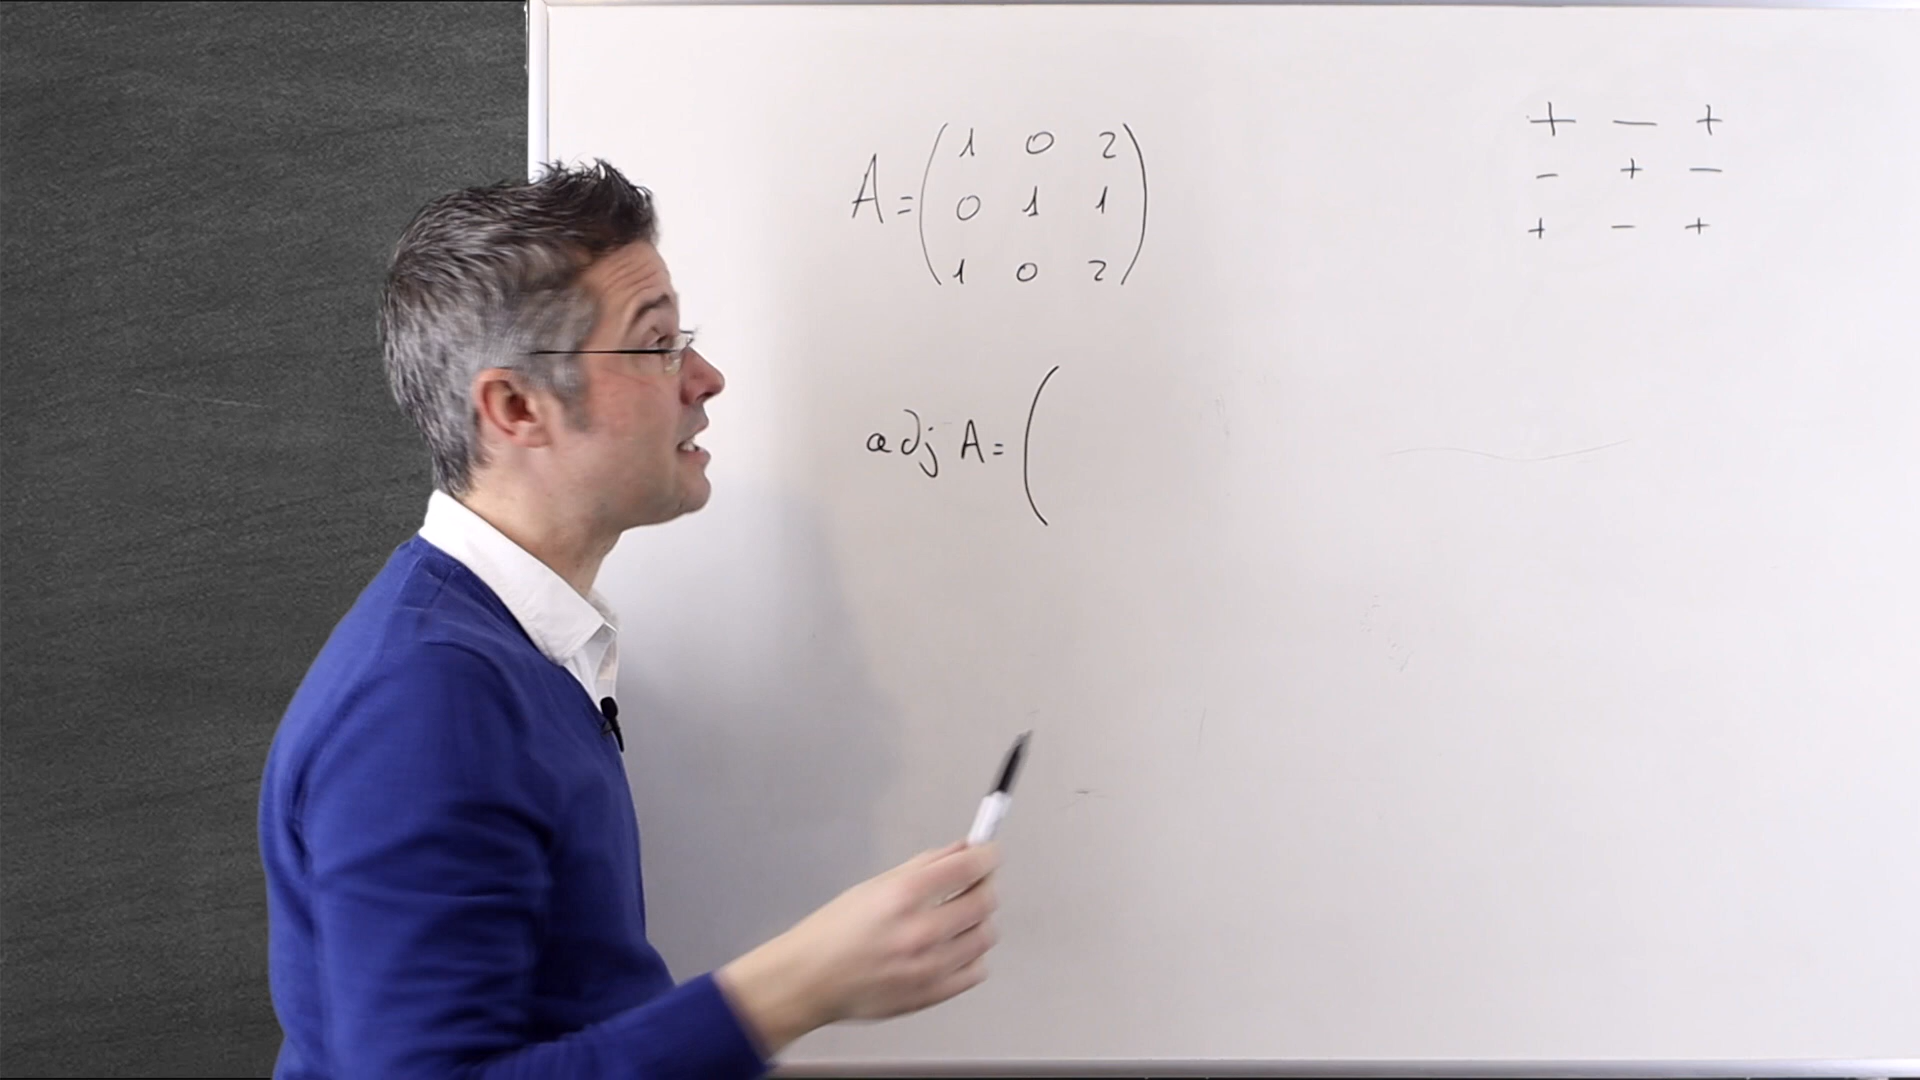 A = ( 1 0 2
0 1 1
1 0 2 )
+ — +
- + —
+ - +
adj A = (